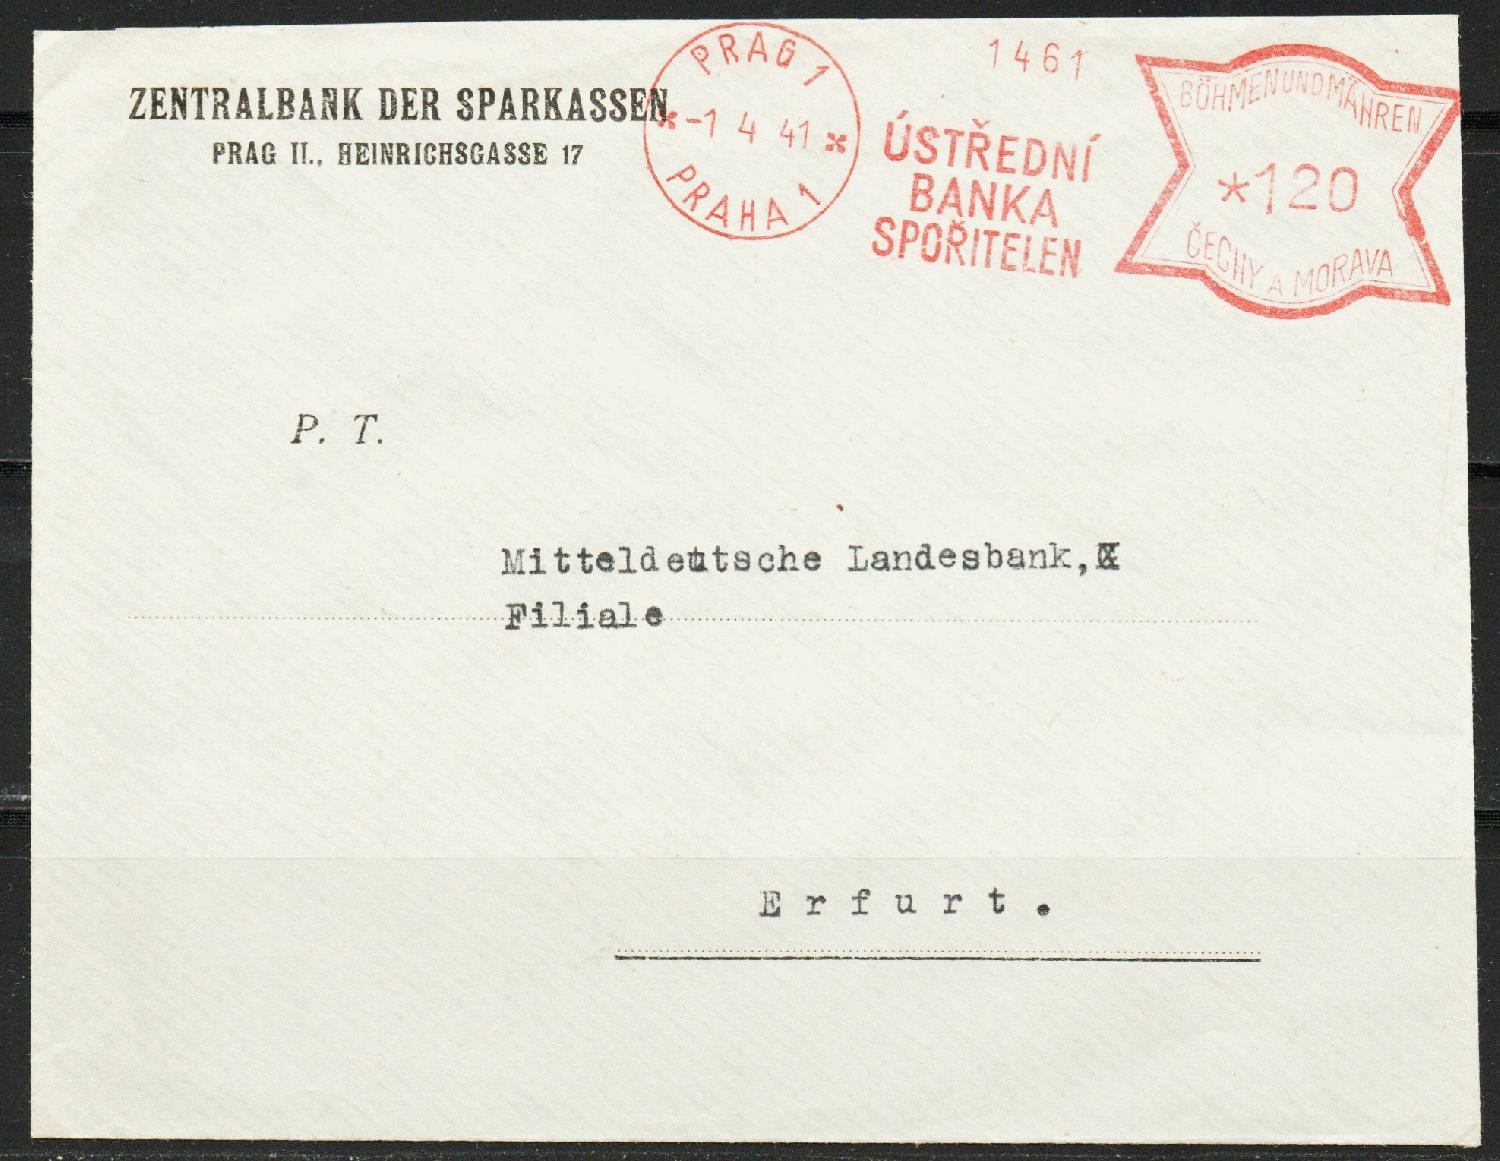 ZENTRALBANK DER SPARKASSEN
PRAG II., HEINRICHSGASSE 17
PRAG 1
* -1 4 41 *
PRAHA 1
1461
ÚSTŘEDNÍ
BANKA
SPOŘITELEN
BÖHMEN UND MÄHREN
*120
ČECHY A MORAVA
P. T.
Mitteldeutsche Landesbank,
Filiale
Erfurt.